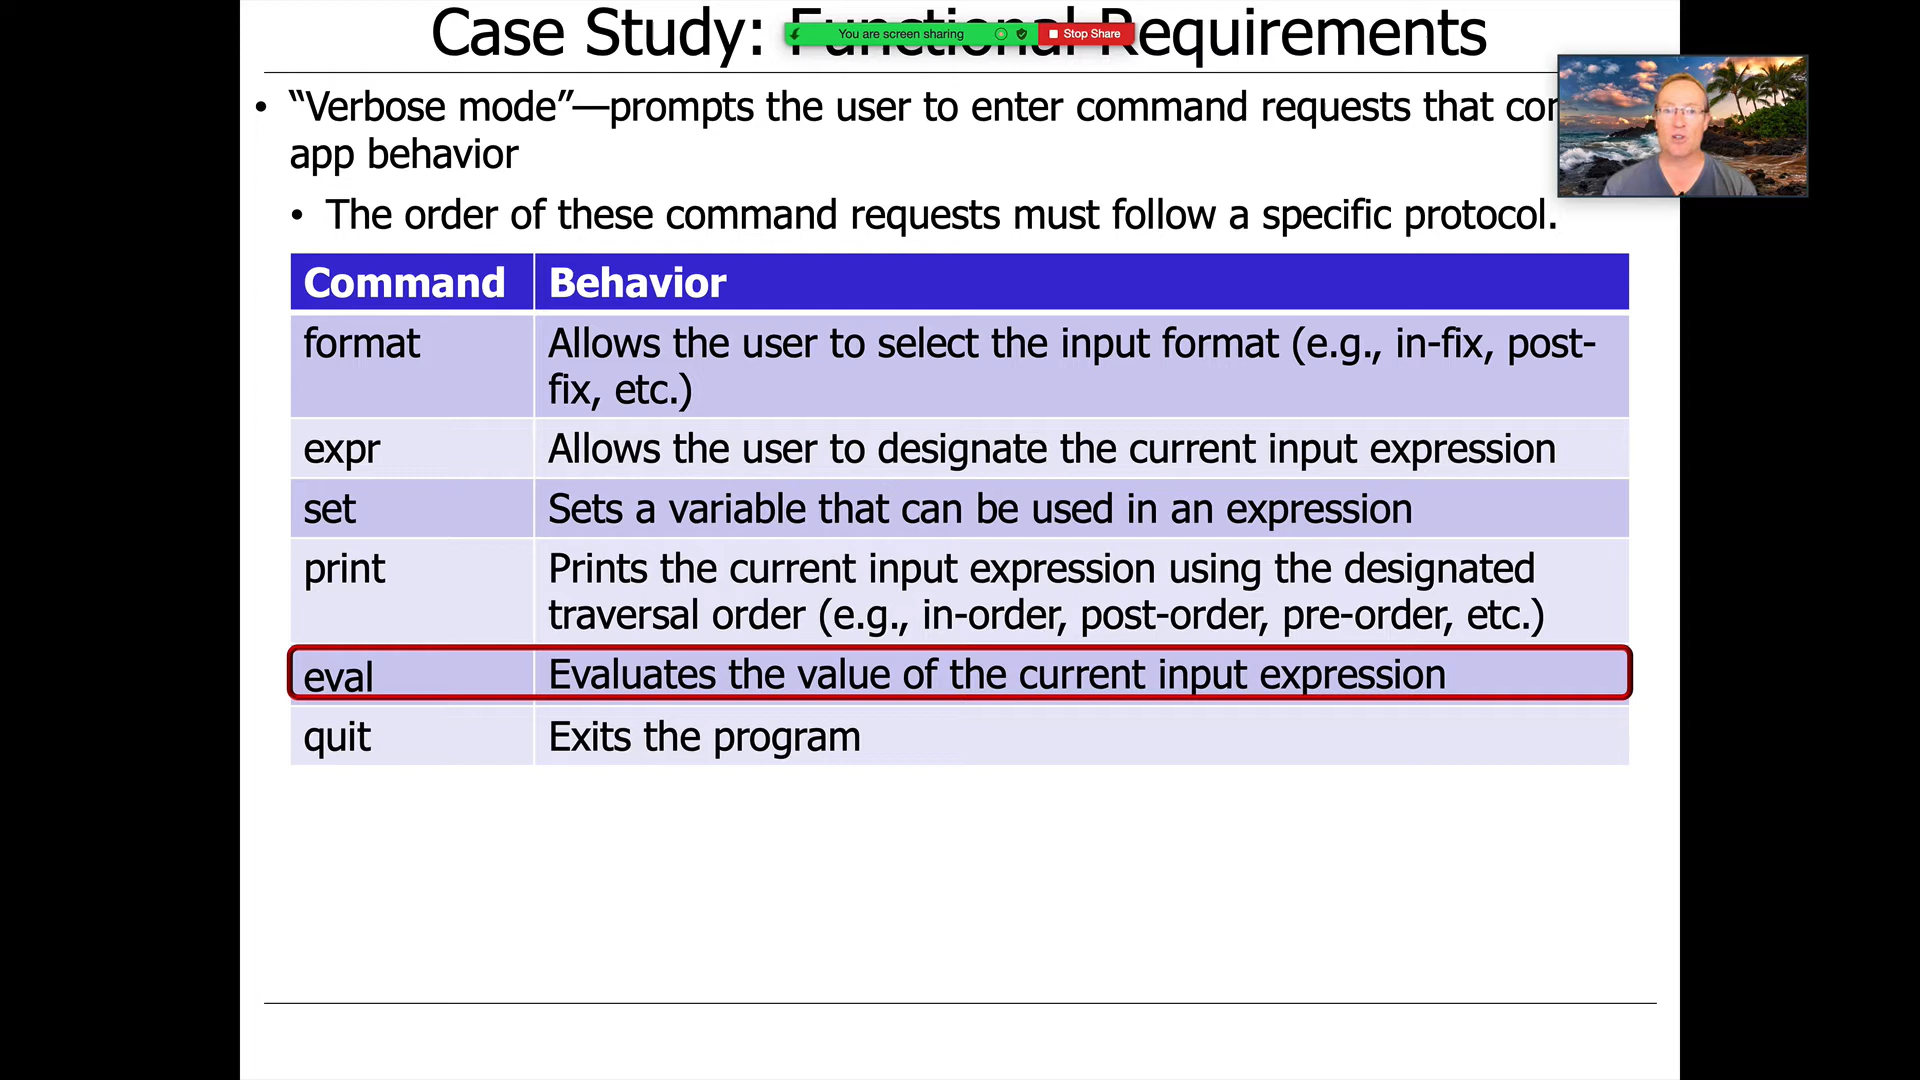 Case Study: Functional Requirements
You are screen sharing
Stop Share
• “Verbose mode”—prompts the user to enter command requests that
app behavior
• The order of these command requests must follow a specific protocol.
Command Behavior
format Allows the user to select the input format (e.g., in-fix, post-
fix, etc.)
expr Allows the user to designate the current input expression
set Sets a variable that can be used in an expression
print Prints the current input expression using the designated
traversal order (e.g., in-order, post-order, pre-order, etc.)
eval Evaluates the value of the current input expression
quit Exits the program